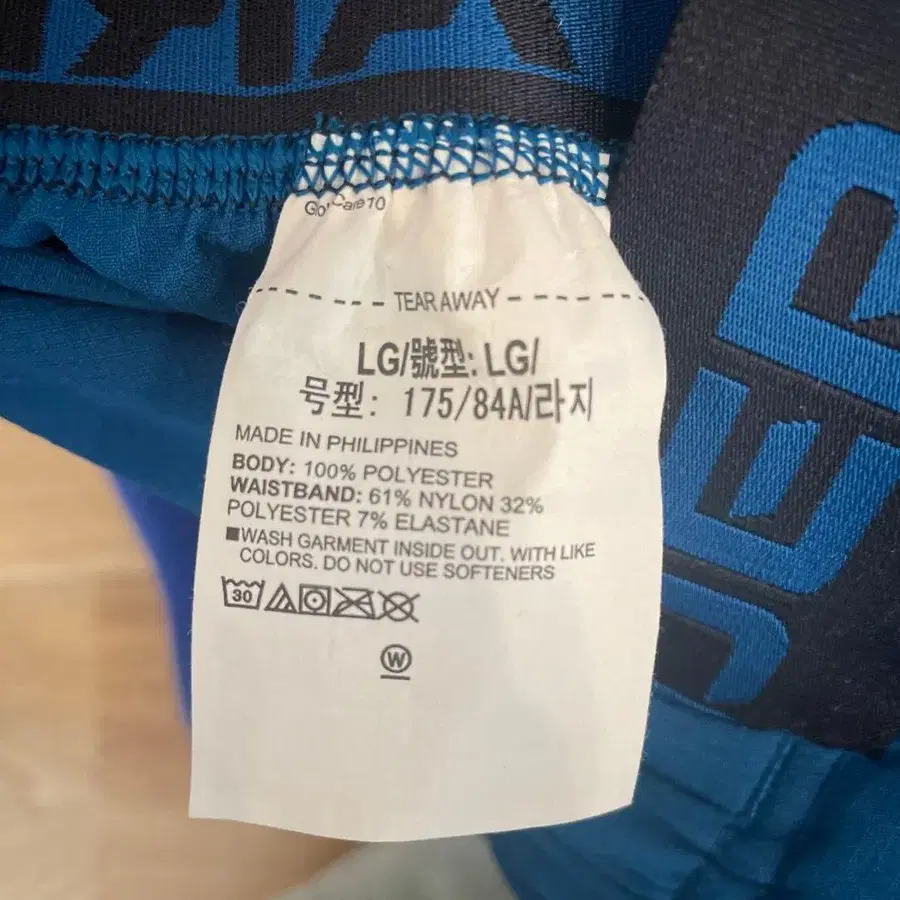 TEAR AWAY
LG/號型: LG/
号型: 175/84A/라지
MADE IN PHILIPPINES
BODY: 100% POLYESTER
WAISTBAND: 61% NYLON 32%
POLYESTER 7% ELASTANE
WASH GARMENT INSIDE OUT. WITH LIKE
COLORS. DO NOT USE SOFTENERS
30
W